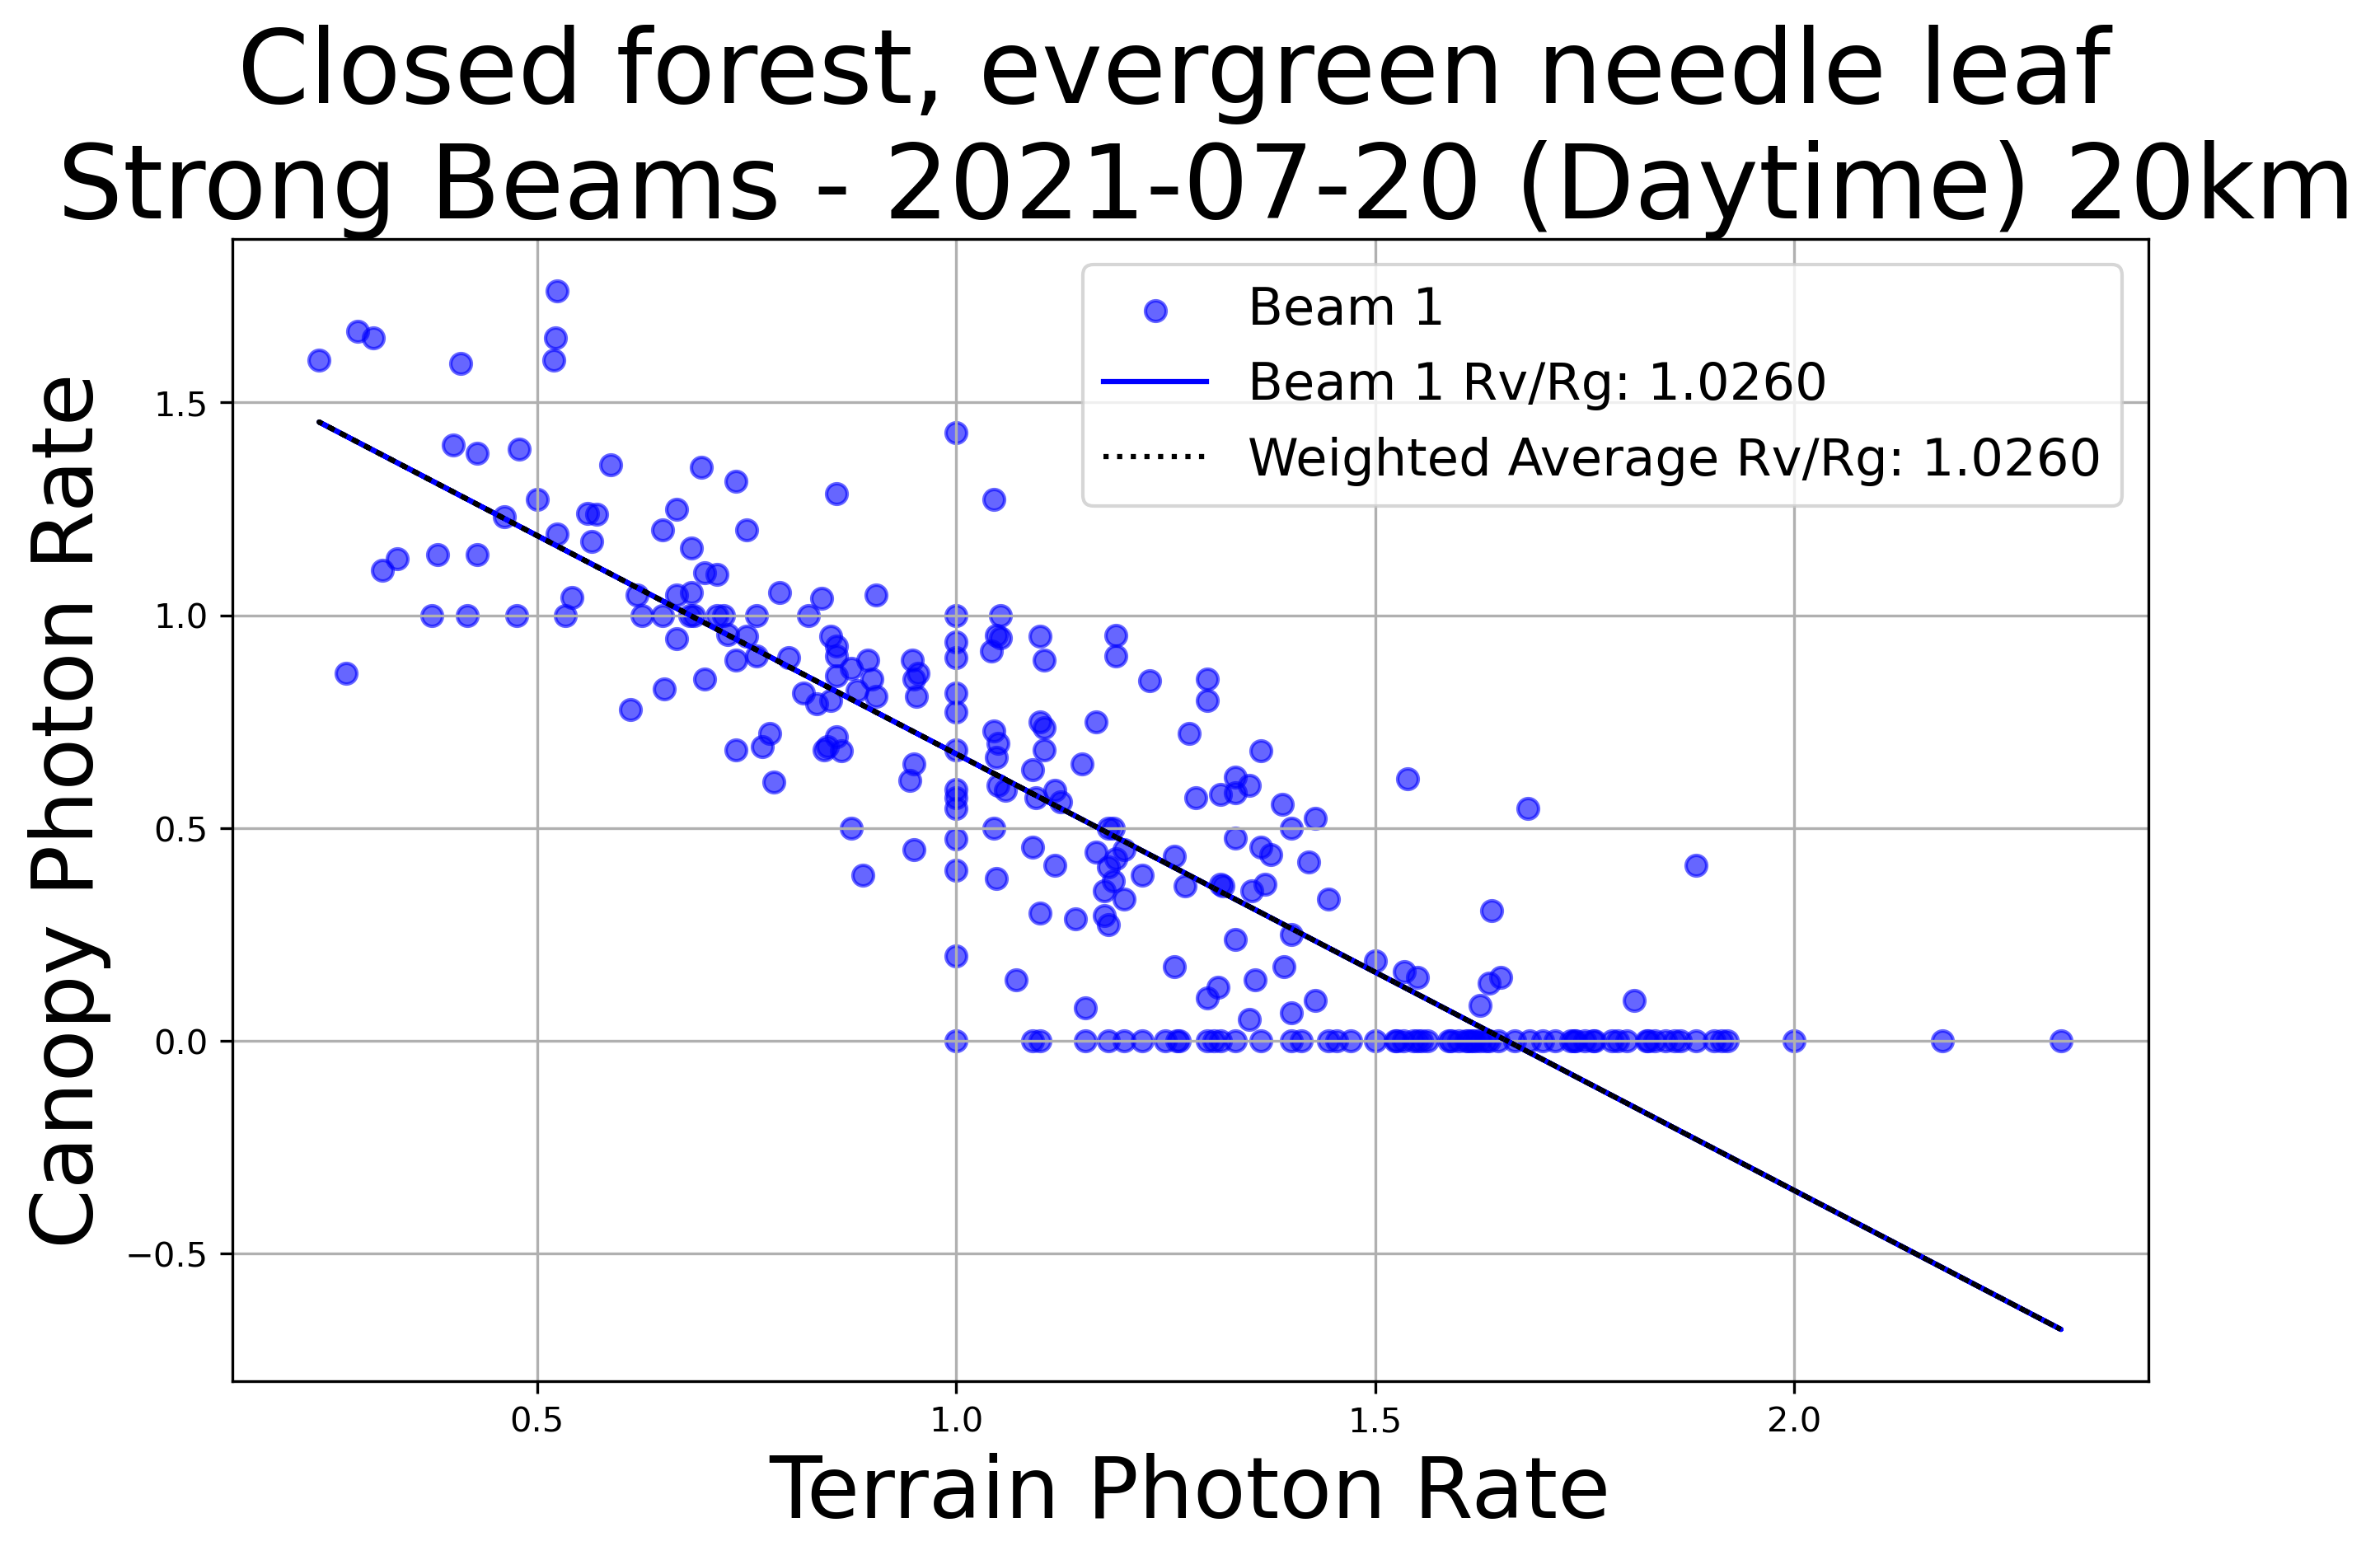 Closed forest, evergreen needle leaf
Strong Beams - 2021-07-20 (Daytime) 20km
Beam 1
Beam 1 Rv/Rg: 1.0260
Weighted Average Rv/Rg: 1.0260
Canopy Photon Rate
1.5
1.0
0.5
0.0
−0.5
0.5 1.0 1.5 2.0
Terrain Photon Rate